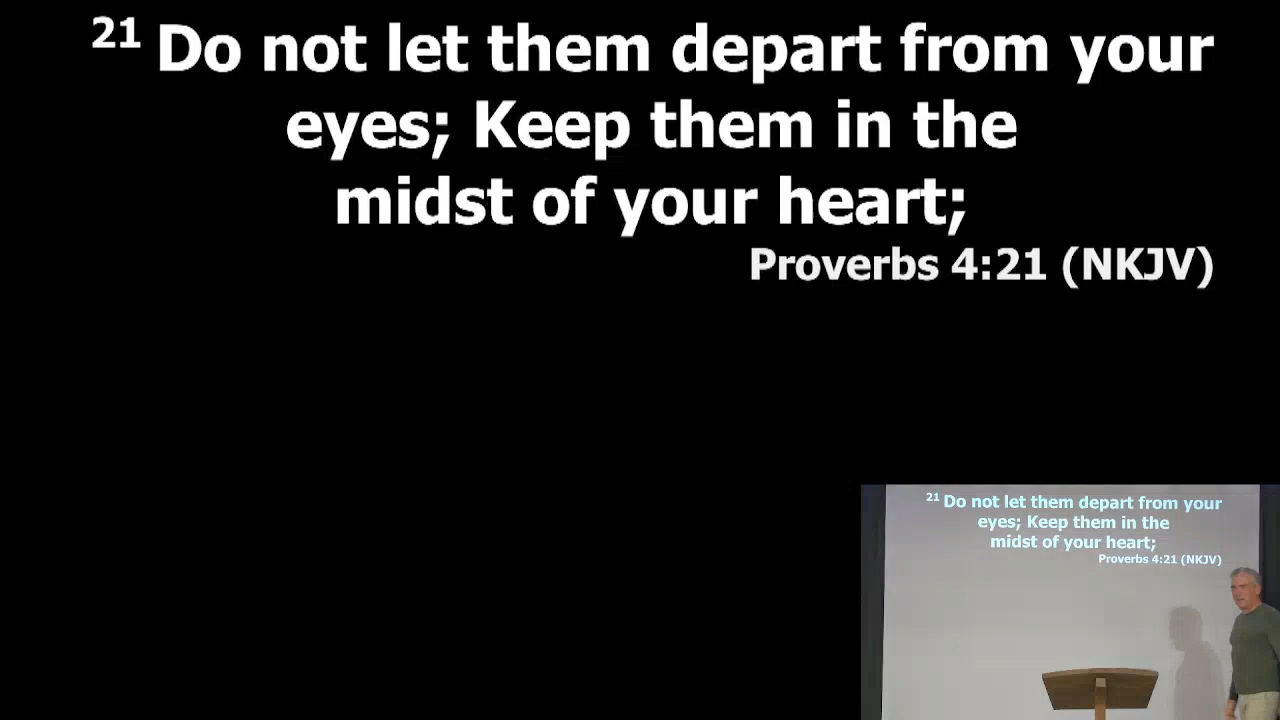 21 Do not let them depart from your
eyes; Keep them in the
midst of your heart;
Proverbs 4:21 (NKJV)
21 Do not let them depart from your
eyes; Keep them in the
midst of your heart;
Proverbs 4:21 (NKJV)